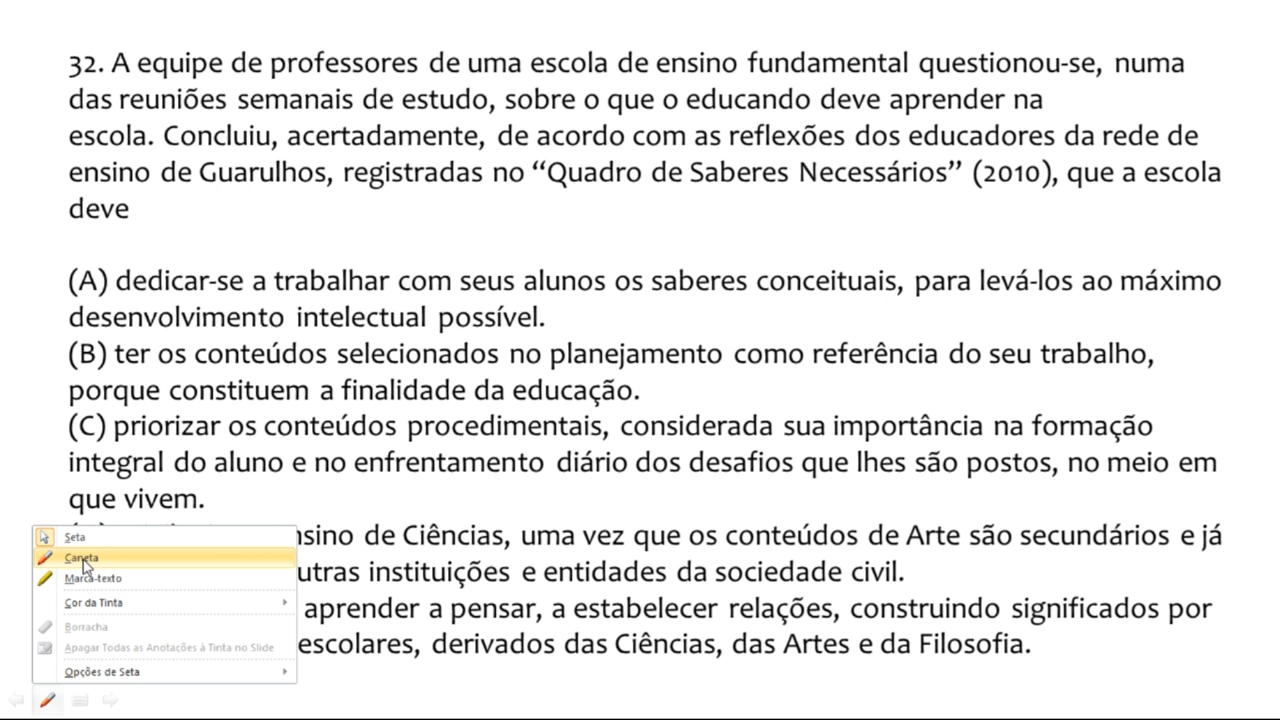 32. A equipe de professores de uma escola de ensino fundamental questionou-se, numa
das reuniões semanais de estudo, sobre o que o educando deve aprender na
escola. Concluiu, acertadamente, de acordo com as reflexões dos educadores da rede de
ensino de Guarulhos, registradas no “Quadro de Saberes Necessários” (2010), que a escola
deve
(A) dedicar-se a trabalhar com seus alunos os saberes conceituais, para levá-los ao máximo
desenvolvimento intelectual possível.
(B) ter os conteúdos selecionados no planejamento como referência do seu trabalho,
porque constituem a finalidade da educação.
(C) priorizar os conteúdos procedimentais, considerada sua importância na formação
integral do aluno e no enfrentamento diário dos desafios que lhes são postos, no meio em
que vivem.
nsino de Ciências, uma vez que os conteúdos de Arte são secundários e já
utras instituições e entidades da sociedade civil.
aprender a pensar, a estabelecer relações, construindo significados por
escolares, derivados das Ciências, das Artes e da Filosofia.
Seta
Caneta
Marca-texto
Cor da Tinta
Borracha
Apagar Todas as Anotações à Tinta no Slide
Opções de Seta